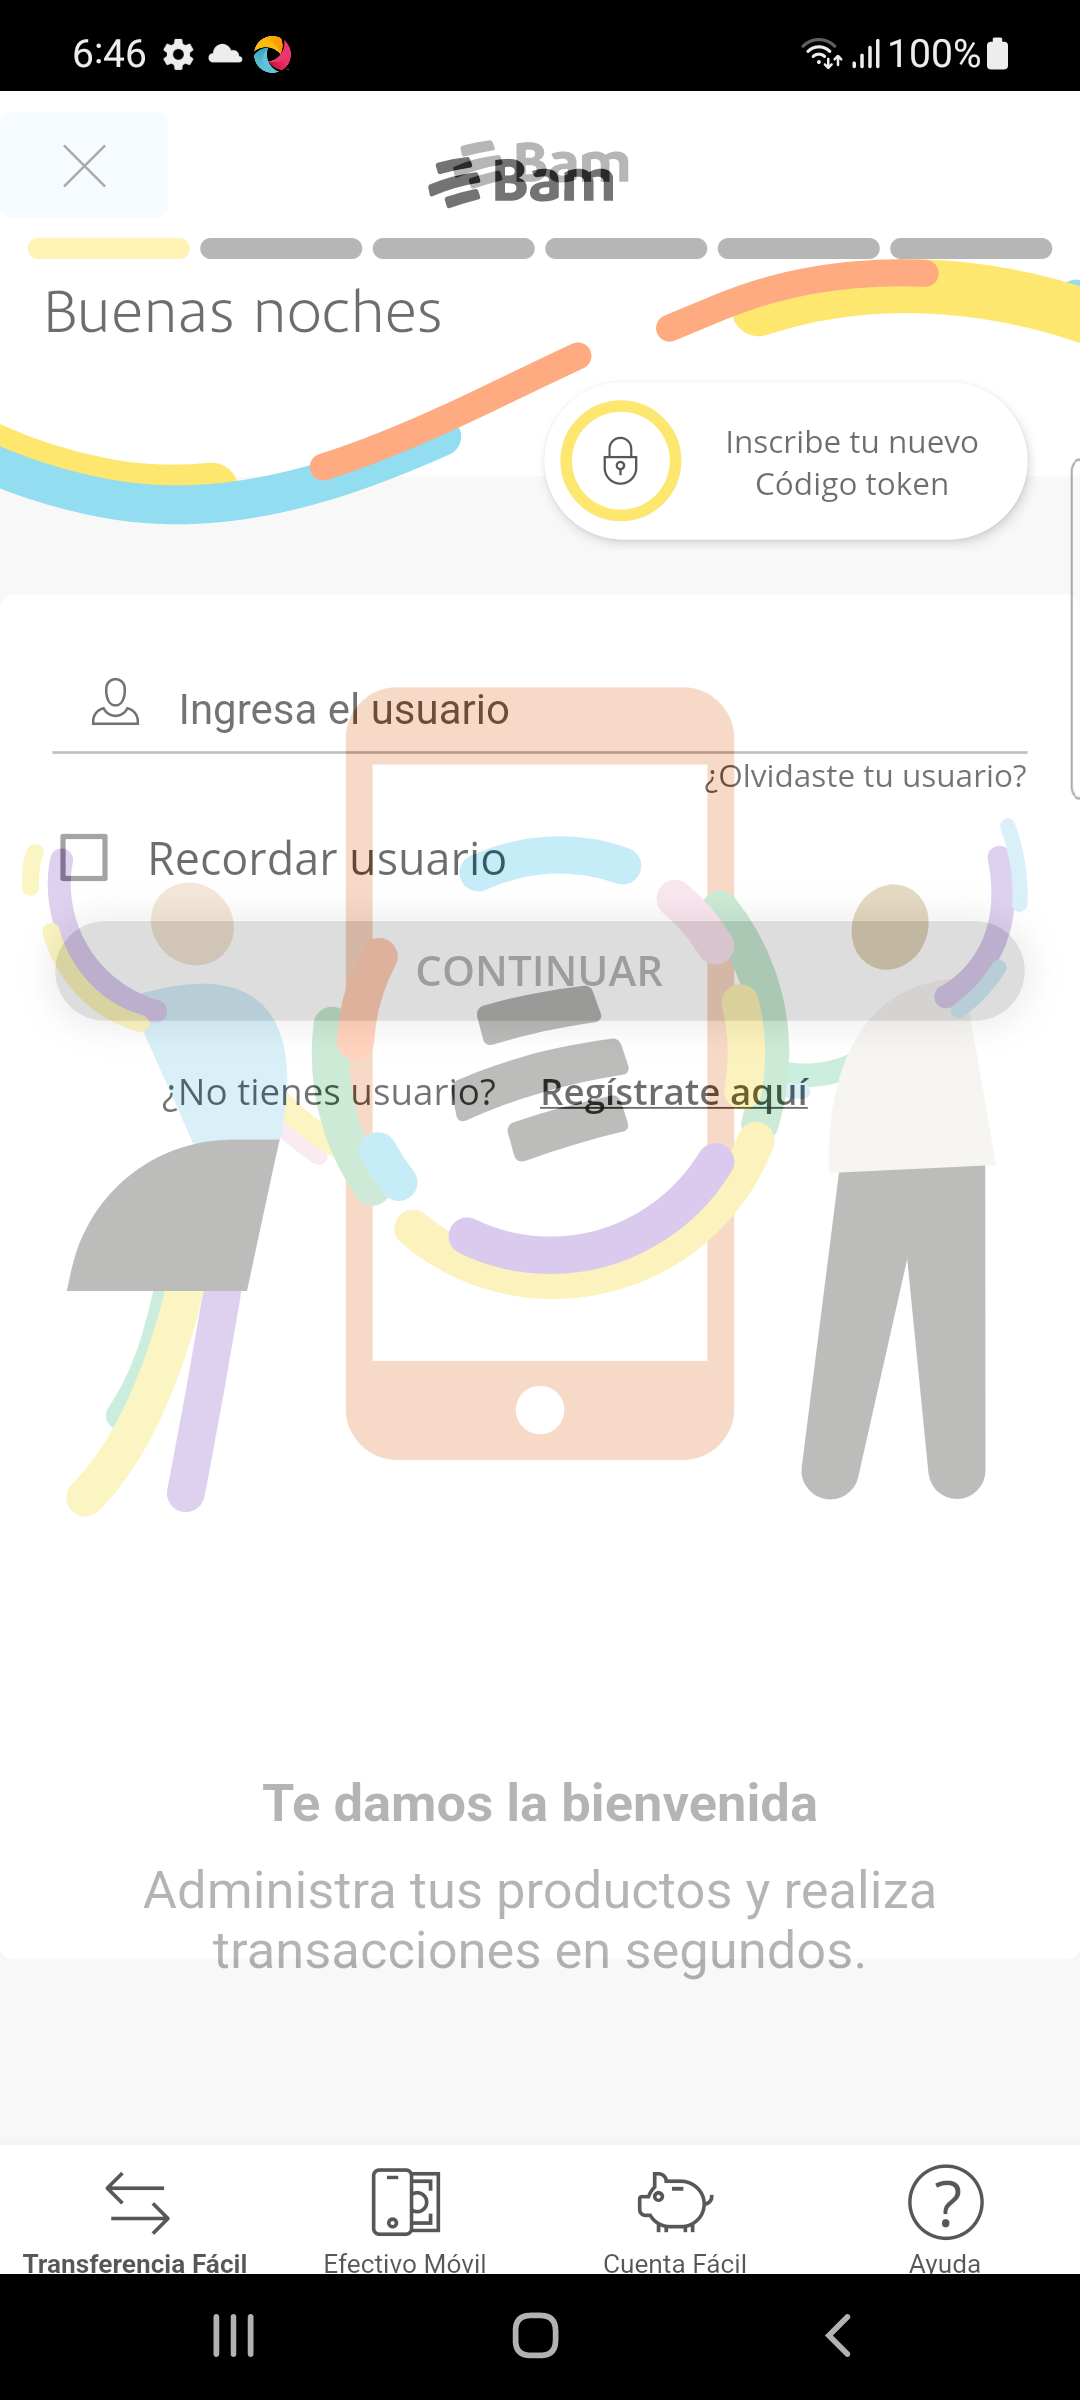 6:46
100%
Bam
Bam
Buenas noches
Inscribe tu nuevo
Código token
Ingresa el usuario
¿Olvidaste tu usuario?
Recordar usuario
CONTINUAR
¿No tienes usuario? Regístrate aquí
Te damos la bienvenida
Administra tus productos y realiza
transacciones en segundos.
Transferencia Fácil
Efectivo Móvil
Cuenta Fácil
Ayuda